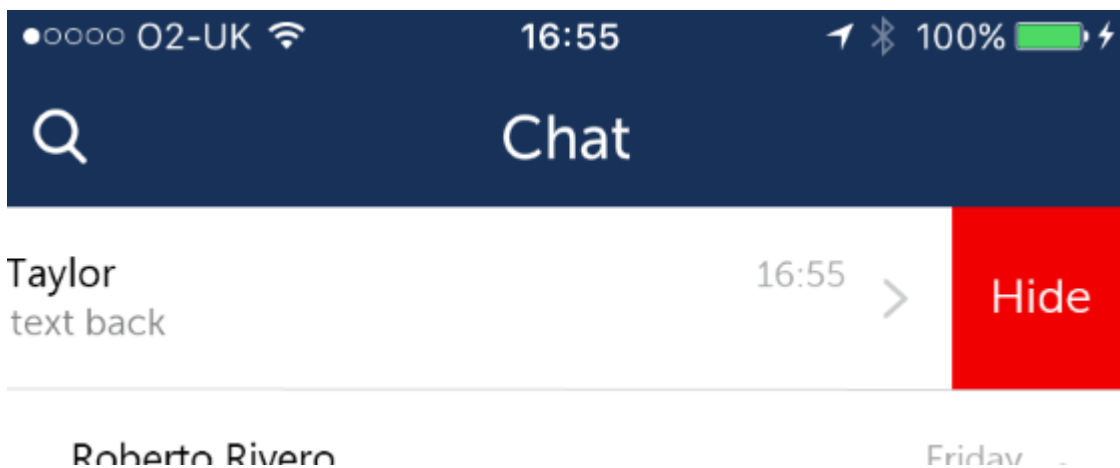 O2-UK 16:55 100%
Chat
Taylor 16:55
text back
Hide
Roberto Rivero Friday